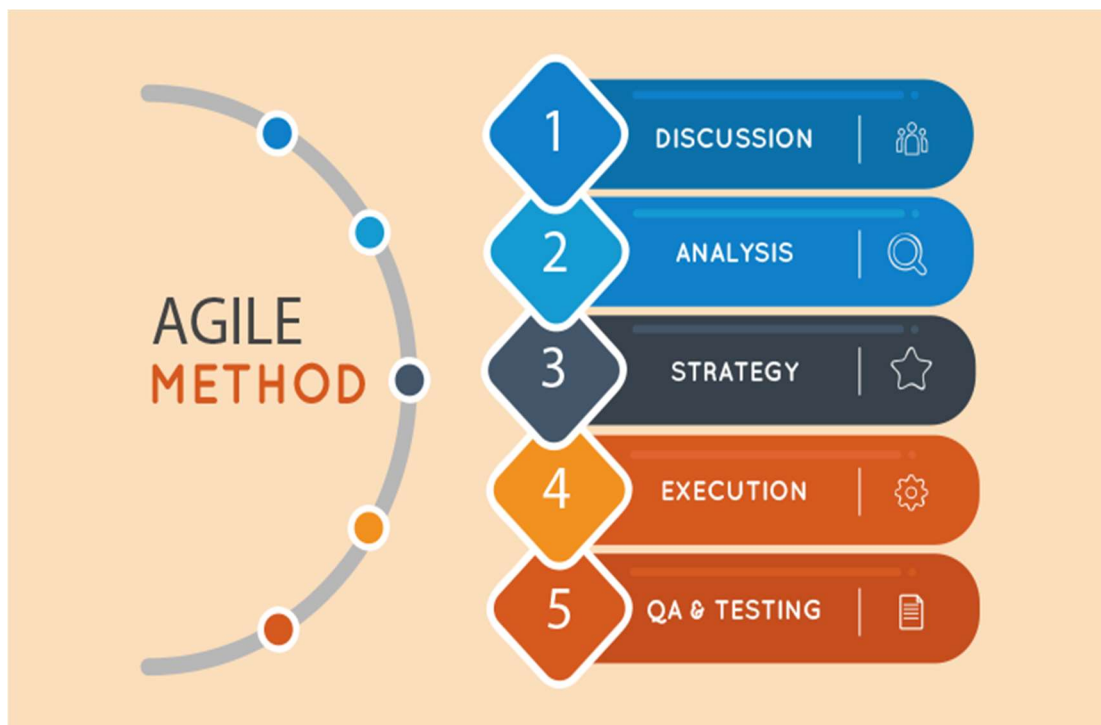 AGILE
METHOD
1
DISCUSSION
2
ANALYSIS
3
STRATEGY
4
EXECUTION
5
QA & TESTING